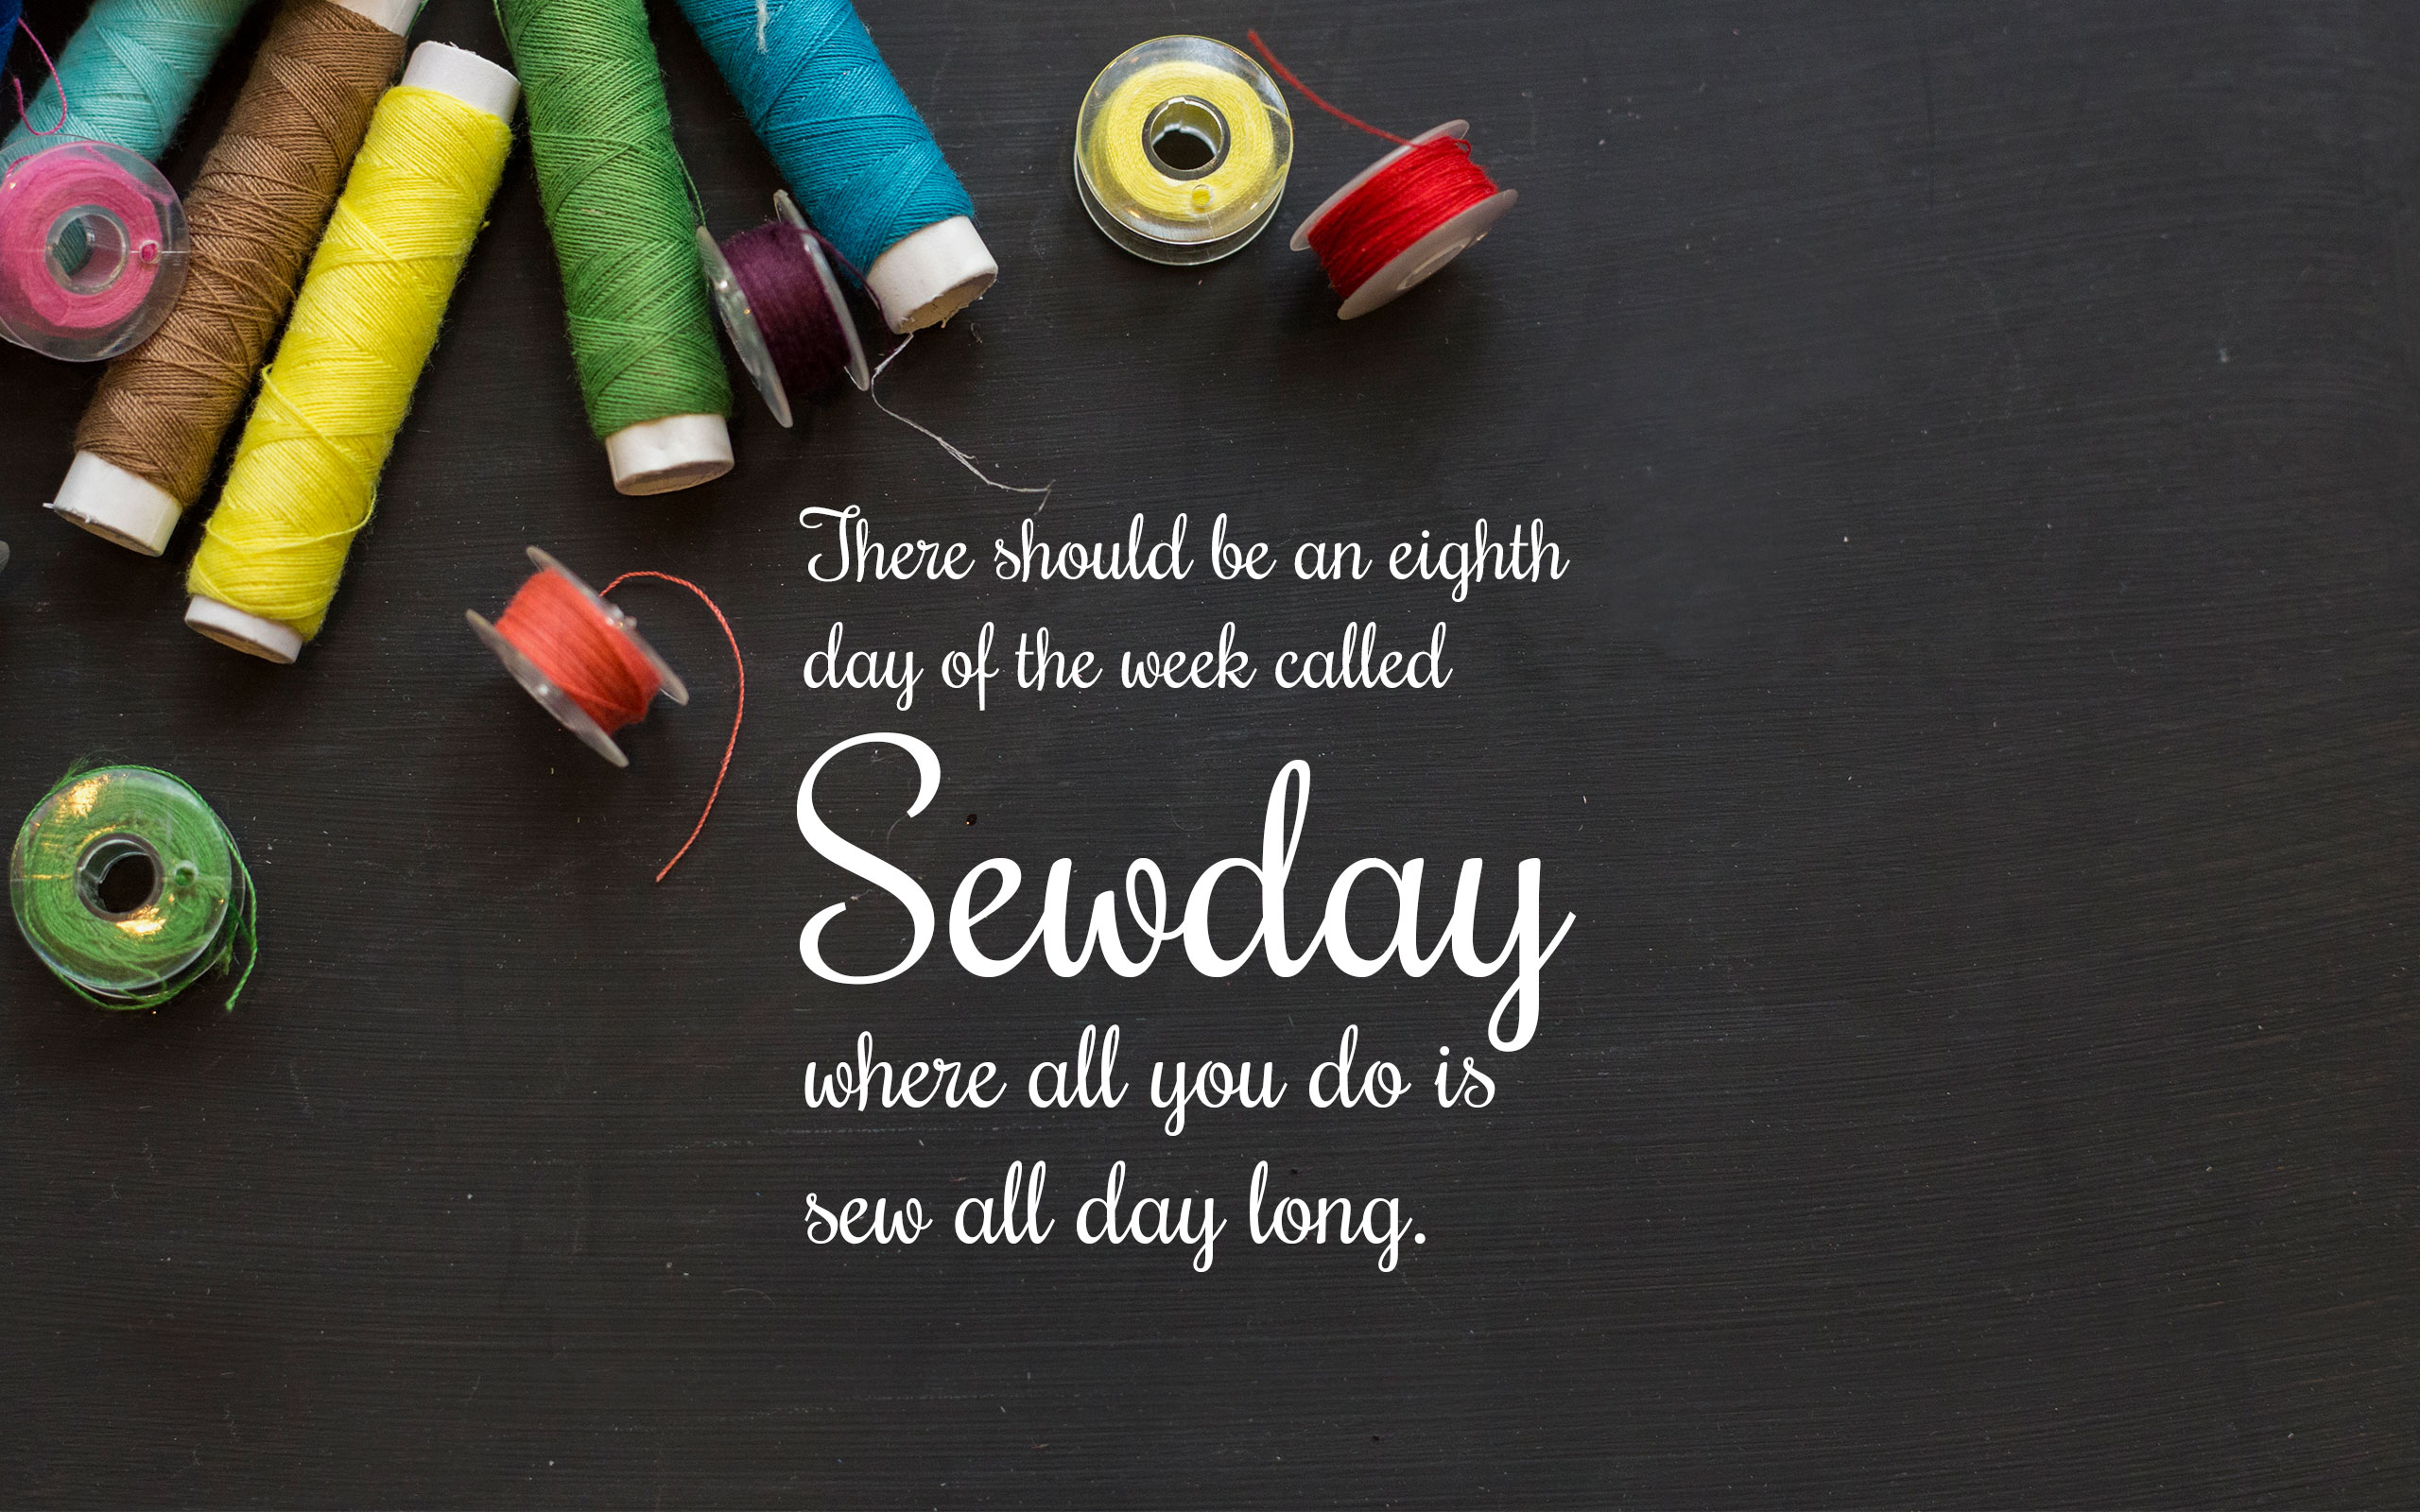 There should be an eighth
day of the week called
Sewday
where all you do is
sew all day long.